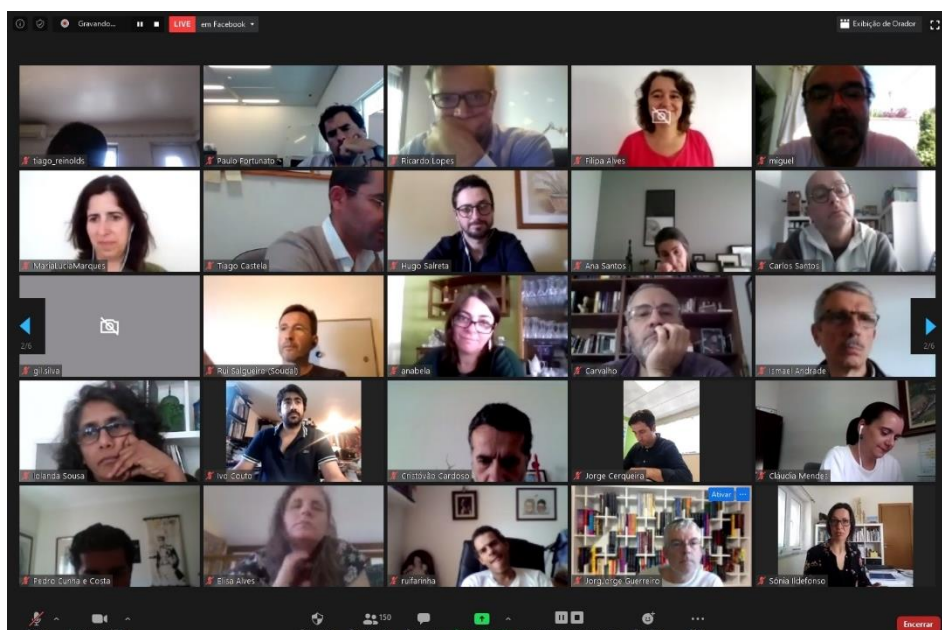 Gravando... LIVE em Facebook Exibição de Orador
tiago_reinolds Paulo Fortunato Ricardo Lopes Filipa Alves miguel
MariaLuciaMarques Tiago Castela Hugo Salreta Ana Santos Carlos Santos
2/6 2/6
gil.silva Rui Salgueiro (Soudal) anabela Carvalho Ismael Andrade
Iolanda Sousa Ivo Couto Cristóvão Cardoso Jorge Cerqueira Cláudia Mendes
Ativar ...
Pedro Cunha e Costa Elisa Alves ruifarinha JorgJorge Guerreiro Sónia Ildefonso
150
Encerrar